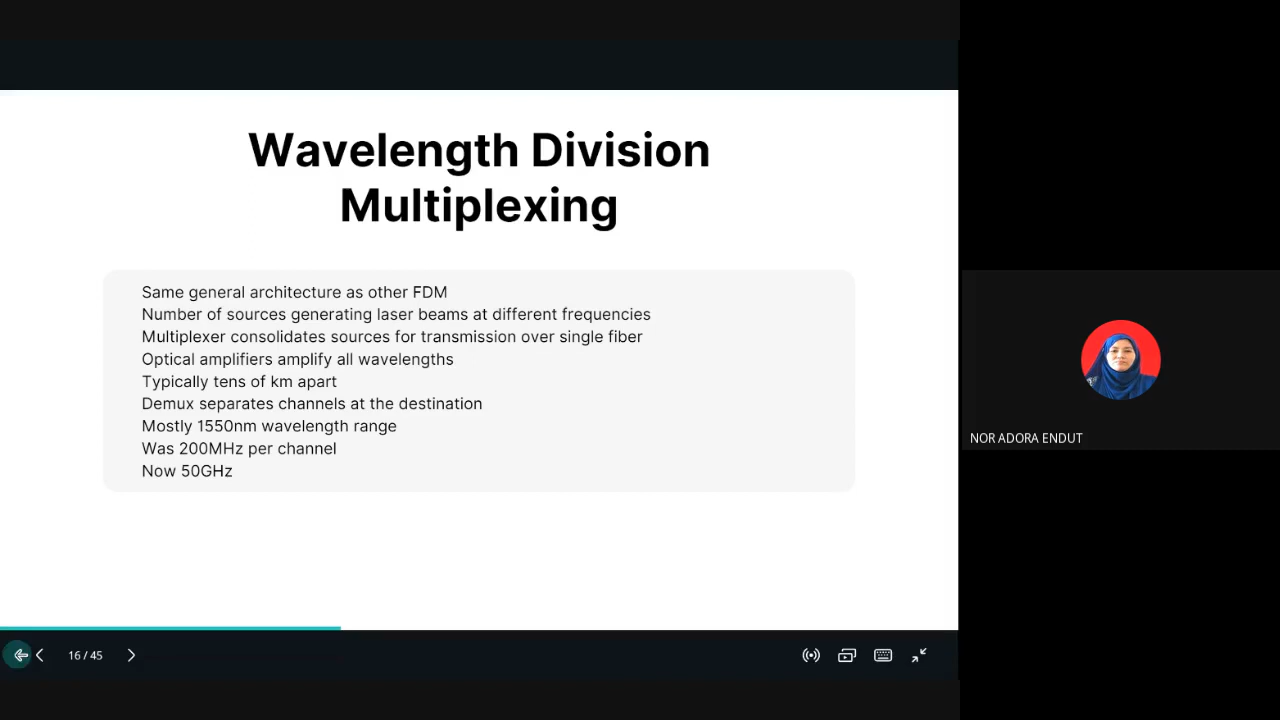 Wavelength Division
Multiplexing
Same general architecture as other FDM
Number of sources generating laser beams at different frequencies
Multiplexer consolidates sources for transmission over single fiber
Optical amplifiers amplify all wavelengths
Typically tens of km apart
Demux separates channels at the destination
Mostly 1550nm wavelength range
Was 200MHz per channel
Now 50GHz
NOR ADORA ENDUT
16 / 45